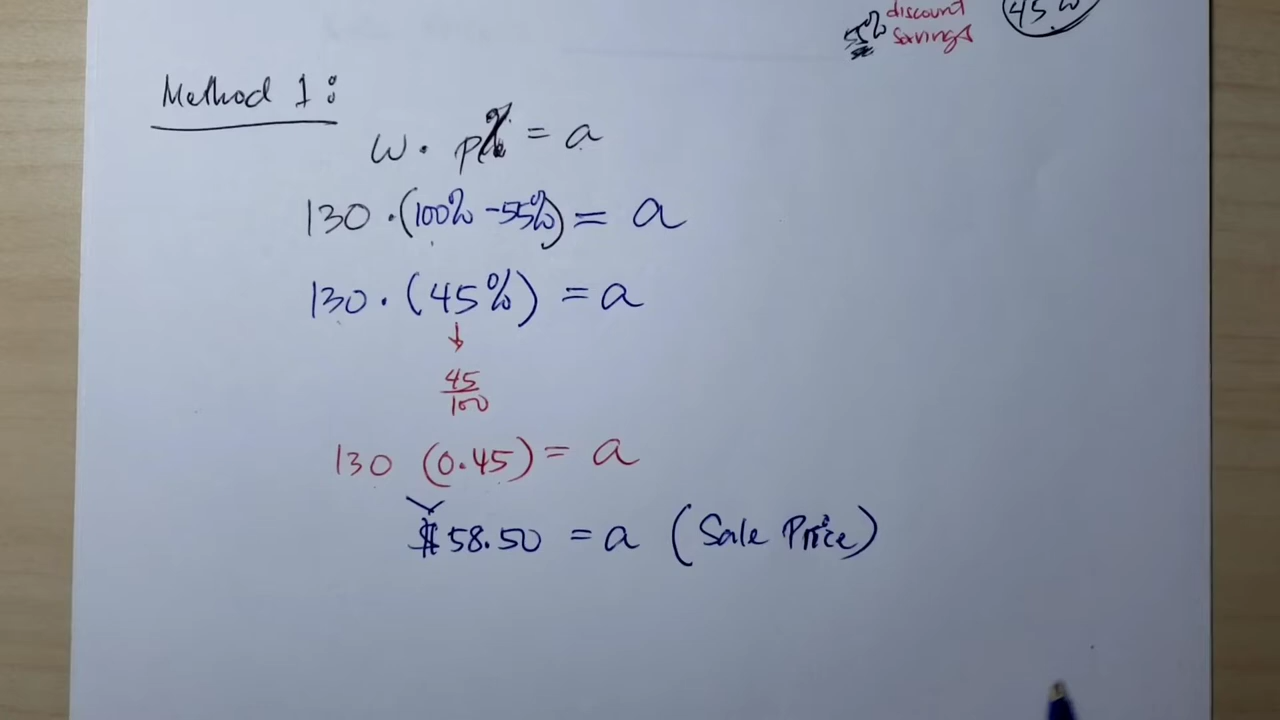 55% discount
savings
45%
Method 1:
w · p% = a
130 · (100% - 55%) = a
130 · (45%) = a
↓
45
100
130 (0.45) = a
$58.50 = a (Sale Price)